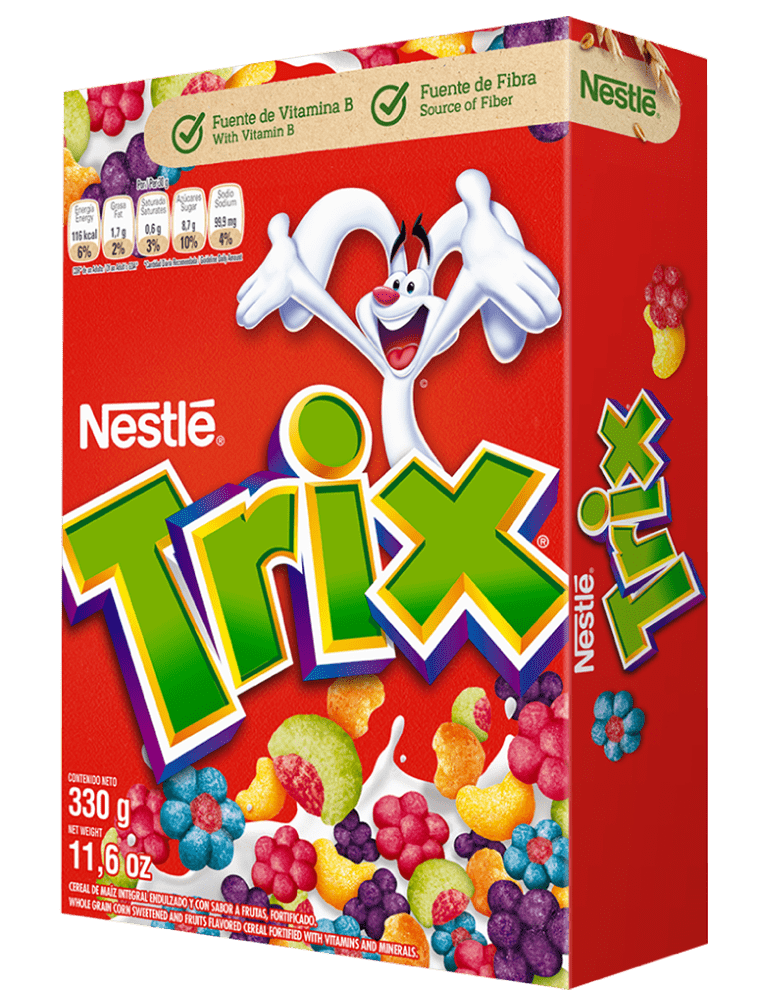 Fuente de Vitamina B
With Vitamin B
Fuente de Fibra
Source of Fiber
Nestlé®
Por/Per 30 g
Energía
Energy
116 kcal
6%
Grasa
Fat
1,7 g
2%
Saturada
Saturates
0,6 g
3%
Azúcares
Sugar
8,7 g
10%
Sodio
Sodium
99,9 mg
4%
©
Nestlé®
Trix®
Nestlé®
Trix
CONTENIDO NETO
330 g
NET WEIGHT
11,6 oz
CEREAL DE MAÍZ INTEGRAL ENDULZADO Y CON SABOR A FRUTAS, FORTIFICADO.
WHOLE GRAIN CORN SWEETENED AND FRUITS FLAVORED CEREAL FORTIFIED WITH VITAMINS AND MINERALS.